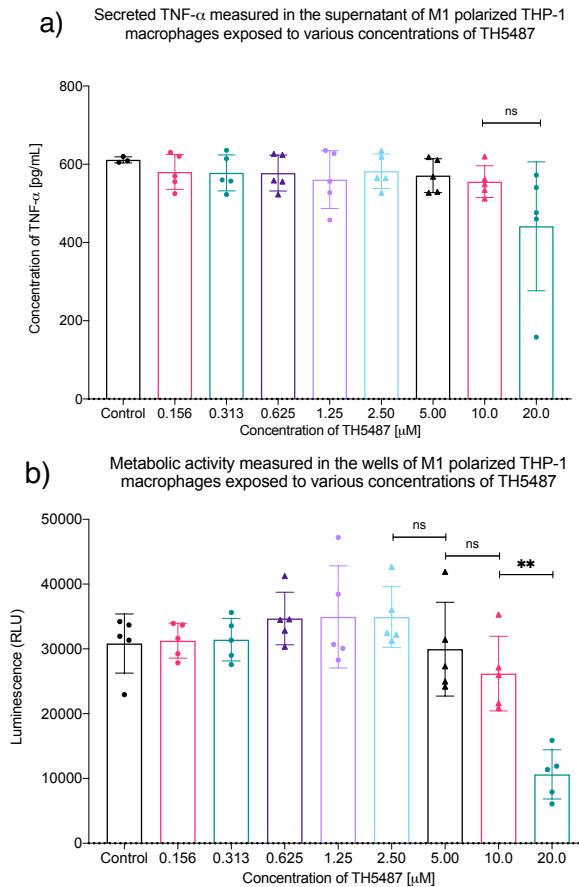 a)
Secreted TNF-α measured in the supernatant of M1 polarized THP-1
macrophages exposed to various concentrations of TH5487
800
600
400
200
0
Concentration of TNF-α [pg/mL]
ns
Control 0.156 0.313 0.625 1.25 2.50 5.00 10.0 20.0
Concentration of TH5487 [μM]
b)
Metabolic activity measured in the wells of M1 polarized THP-1
macrophages exposed to various concentrations of TH5487
50000
40000
30000
20000
10000
0
Luminescence (RLU)
ns
ns
**
Control 0.156 0.313 0.625 1.25 2.50 5.00 10.0 20.0
Concentration of TH5487 [μM]